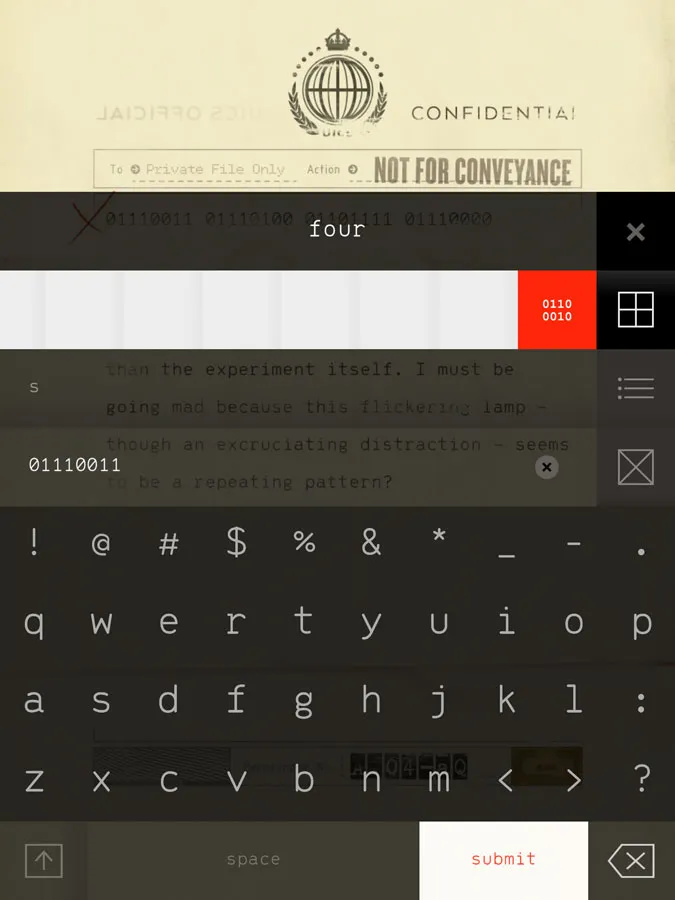 CONFIDENTIAL
To Private File Only Action NOT FOR CONVEYANCE
01110011 01110100 01101111 01110000
four
0110
0010
than the experiment itself. I must be
s
going mad because this flickering lamp -
though an excruciating distraction - seems
01110011
to be a repeating pattern?
! @ # $ % & * _ - .
q w e r t y u i o p
a s d f g h j k l :
z x c v b n m < > ?
space submit